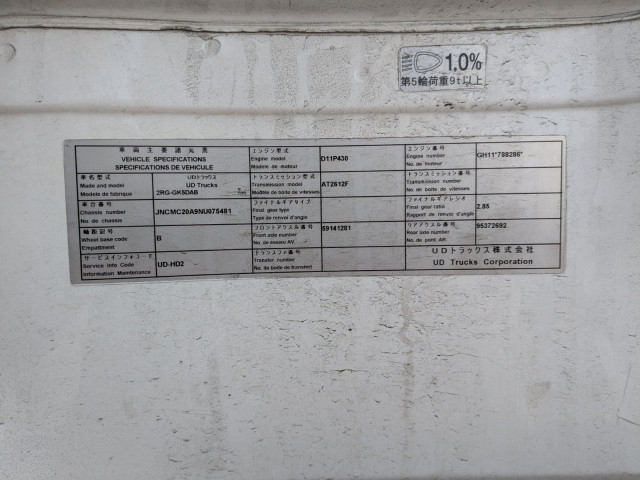 1.0%
第5輪荷重9t以上
車両主要諸元表
VEHICLE SPECIFICATIONS
SPECIFICATIONS DE VEHICULE
車名型式
Made and model
Modele de fabrique
UDトラックス
UD Trucks
2RG-GK5DAB
車台番号
Chassis number
No. de chassis
JNCMC20A9NU075481
軸距記号
Wheel base code
Empattement
B
サービスインフォコード
Service Info Code
Information Maintenance
UD-HD2
エンジン型式
Engine model
Modele de moteur
D11P430
トランスミッション型式
Transmission model
Modele de boite de vitesses
AT2612F
ファイナルギアタイプ
Final gear type
Type de renvoi d'angle
フロントアクスル番号
Front axle number
No. de essieu AV.
59141281
トランスファ番号
Transfer number
No. de boite de transfert
エンジン番号
Engine number
No. de moteur
GH11*788286*
トランスミッション番号
Transmission number
No. de boite de vitesses
ファイナルギアレシオ
Final gear ratio
Rapport de renvoi d'angle
2.85
リアアクスル番号
Rear axle number
No. de pont AR.
95372692
UDトラックス株式会社
UD Trucks Corporation